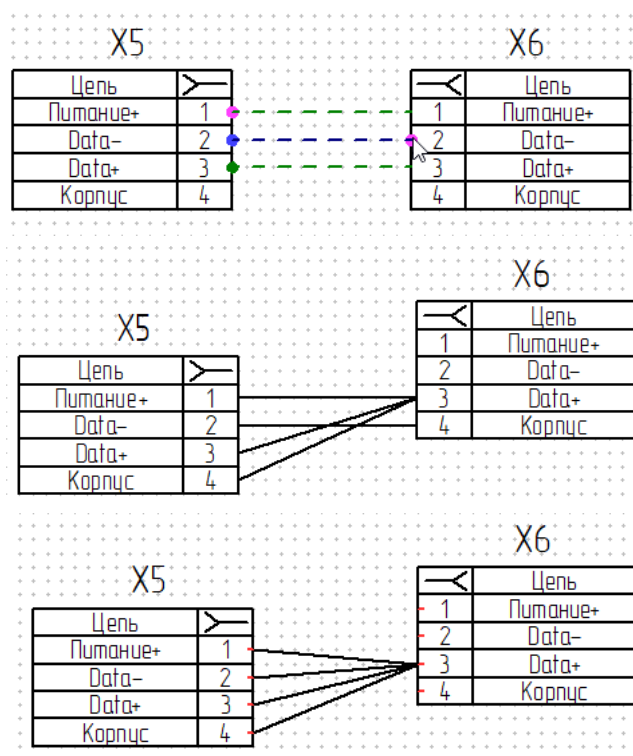 X5 X6
Цепь Цепь
Питание+ 1 1 Питание+
Data- 2 2 Data-
Data+ 3 3 Data+
Корпус 4 4 Корпус
X6
X5
Цепь
1 Питание+
Цепь
2 Data-
Питание+ 1
3 Data+
Data- 2
4 Корпус
Data+ 3
Корпус 4
X6
X5
Цепь
1 Питание+
Цепь
2 Data-
Питание+ 1
3 Data+
Data- 2
4 Корпус
Data+ 3
Корпус 4